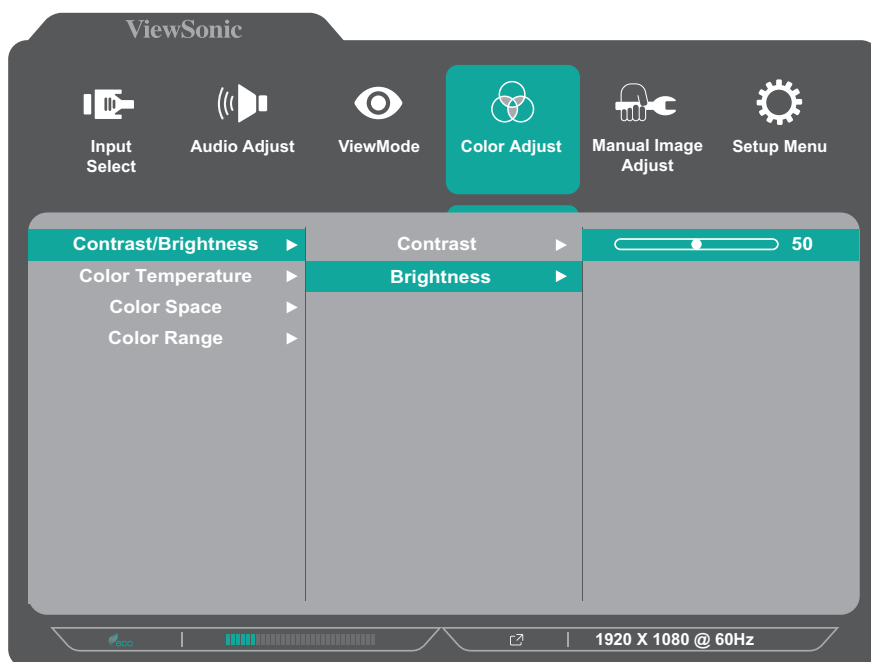 ViewSonic
Input
Select
Audio Adjust
ViewMode
Color Adjust
Manual Image
Adjust
Setup Menu
Contrast/Brightness
Contrast
50
Color Temperature
Brightness
Color Space
Color Range
eco
1920 X 1080 @ 60Hz